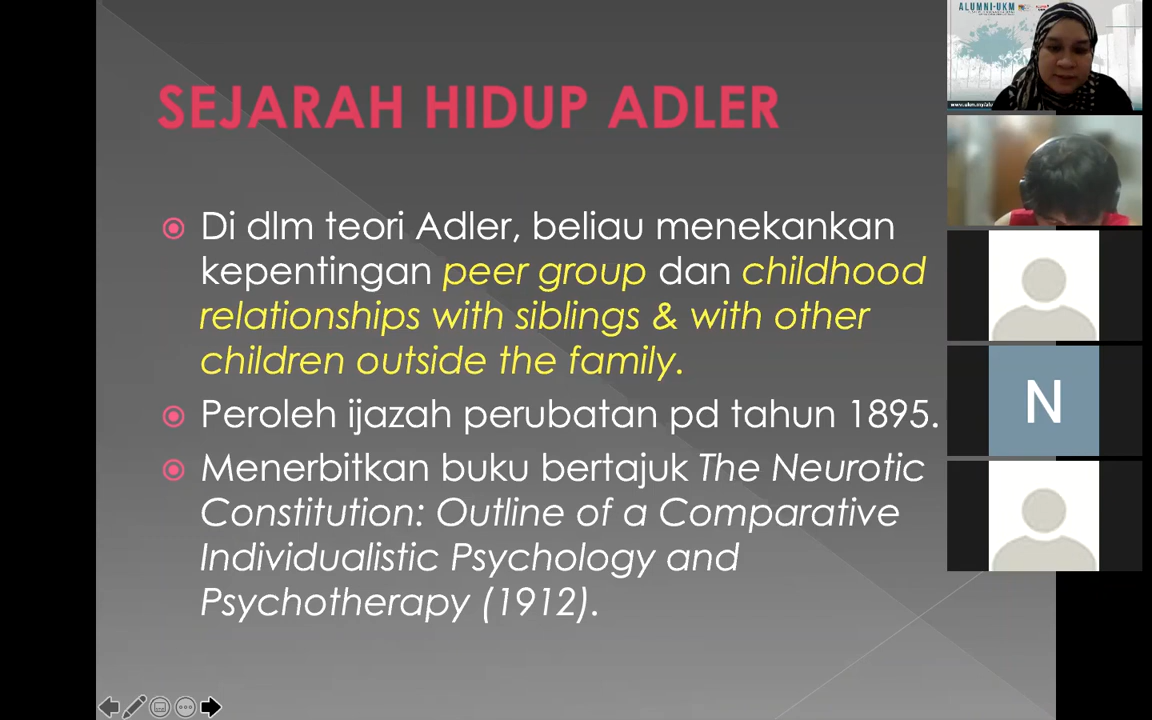 SEJARAH HIDUP ADLER
Di dlm teori Adler, beliau menekankan
kepentingan peer group dan childhood
relationships with siblings & with other
children outside the family.
Peroleh ijazah perubatan pd tahun 1895.
Menerbitkan buku bertajuk The Neurotic
Constitution: Outline of a Comparative
Individualistic Psychology and
Psychotherapy (1912).
ALUMNI-UKM
N